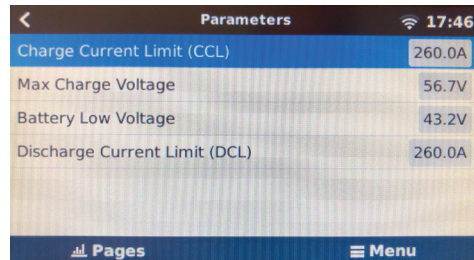 Parameters 17:46
Charge Current Limit (CCL) 260.0A
Max Charge Voltage 56.7V
Battery Low Voltage 43.2V
Discharge Current Limit (DCL) 260.0A
Pages Menu